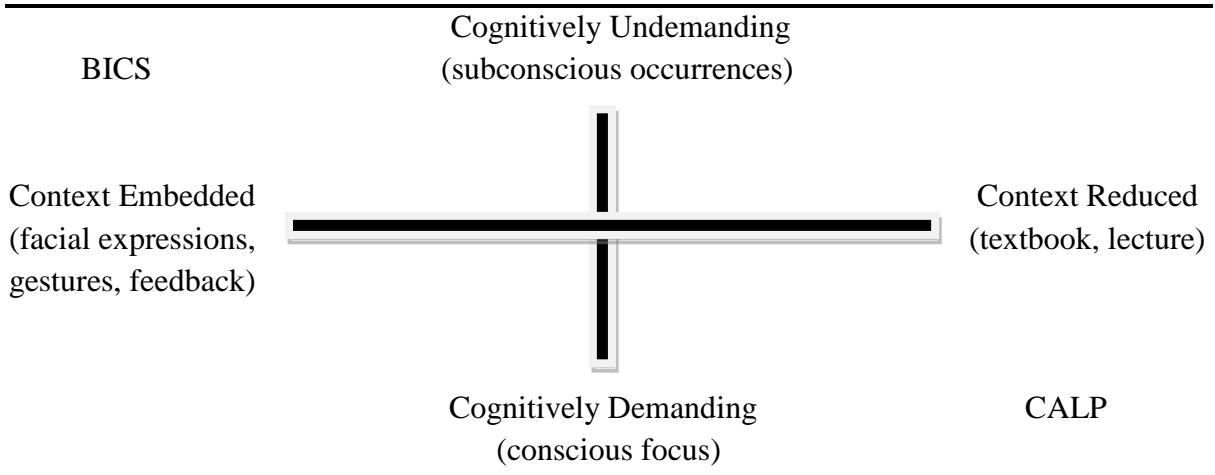 Cognitively Undemanding
BICS
(subconscious occurrences)
Context Embedded
(facial expressions,
gestures, feedback)
Context Reduced
(textbook, lecture)
Cognitively Demanding
(conscious focus)
CALP